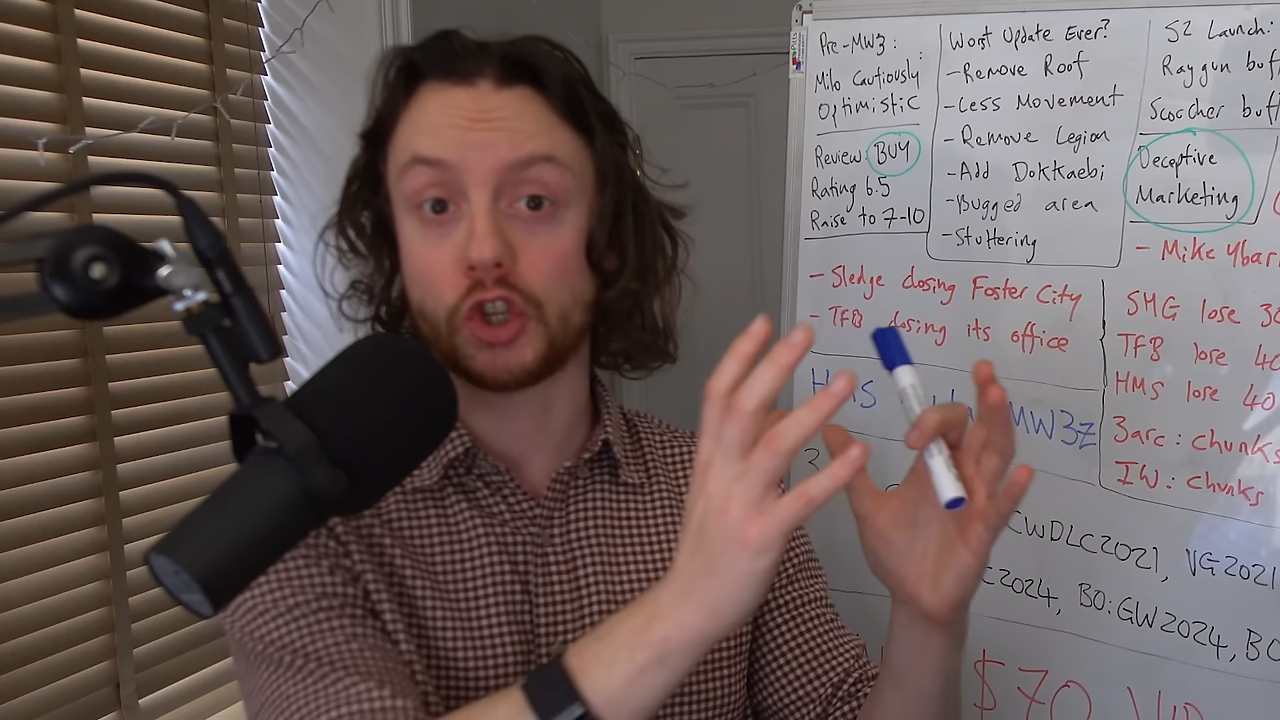 Pre-MW3:
Milo Cautiously
Optimistic
Review: BUY
Rating 6.5
Raise to 7-10
Worst Update Ever?
-Remove Roof
-Less Movement
-Remove Legion
-Add Dokkaebi
-Bugged area
-Stuttering
S2 Launch:
Raygun buf
Scorcher buf
Deceptive
Marketing
- Sledge closing Foster City
- TFB closing its office
- Mike Ybar
SMG lose 30
TFB lose 40
HMS lose 40
3arc: chunks
IW: chunks
HMS MW3Z
3
CWDLC2021, VG2021
2024, BO:GW2024, BO
$70